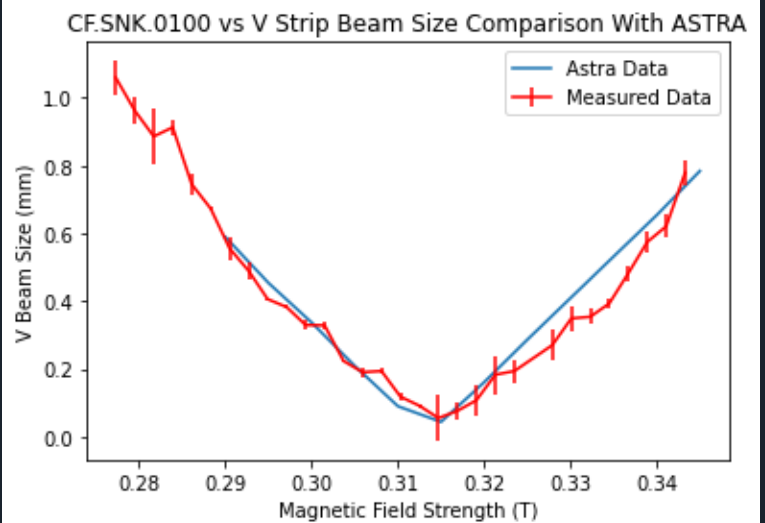 CF.SNK.0100 vs V Strip Beam Size Comparison With ASTRA
Astra Data
Measured Data
V Beam Size (mm)
1.0
0.8
0.6
0.4
0.2
0.0
0.28 0.29 0.30 0.31 0.32 0.33 0.34
Magnetic Field Strength (T)